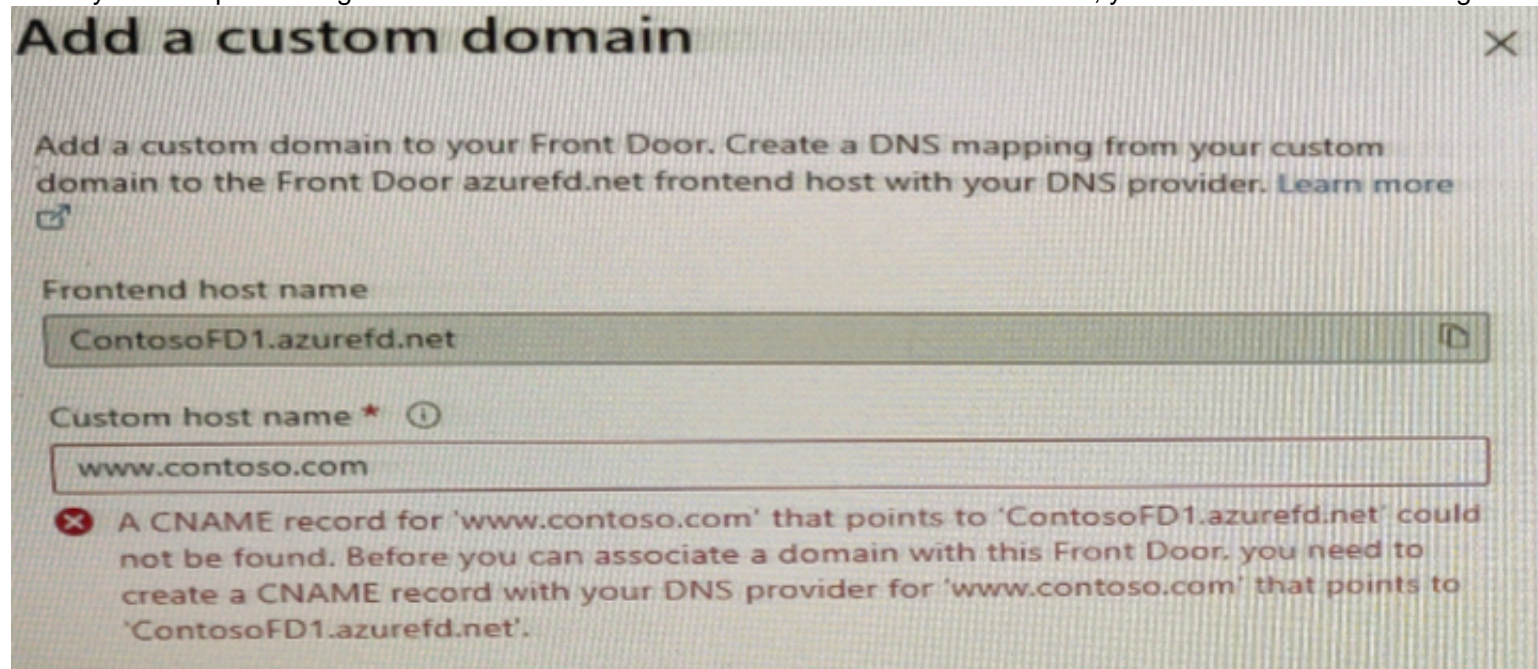 Add a custom domain
Add a custom domain to your Front Door. Create a DNS mapping from your custom
domain to the Front Door azurefd.net frontend host with your DNS provider. Learn more
Frontend host name
ContosoFD1.azurefd.net
Custom host name *
www.contoso.com
A CNAME record for 'www.contoso.com' that points to 'ContosoFD1.azurefd.net' could
not be found. Before you can associate a domain with this Front Door, you need to
create a CNAME record with your DNS provider for 'www.contoso.com' that points to
'ContosoFD1.azurefd.net'.